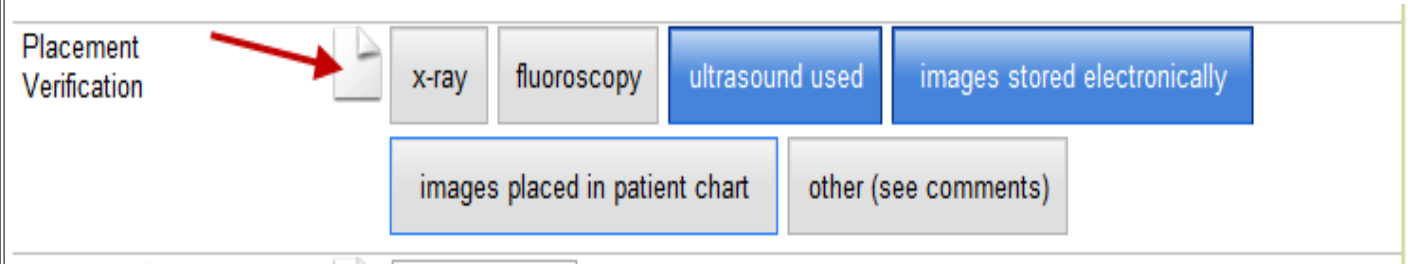 Placement
Verification
x-ray
fluoroscopy
ultrasound used
images stored electronically
images placed in patient chart
other (see comments)